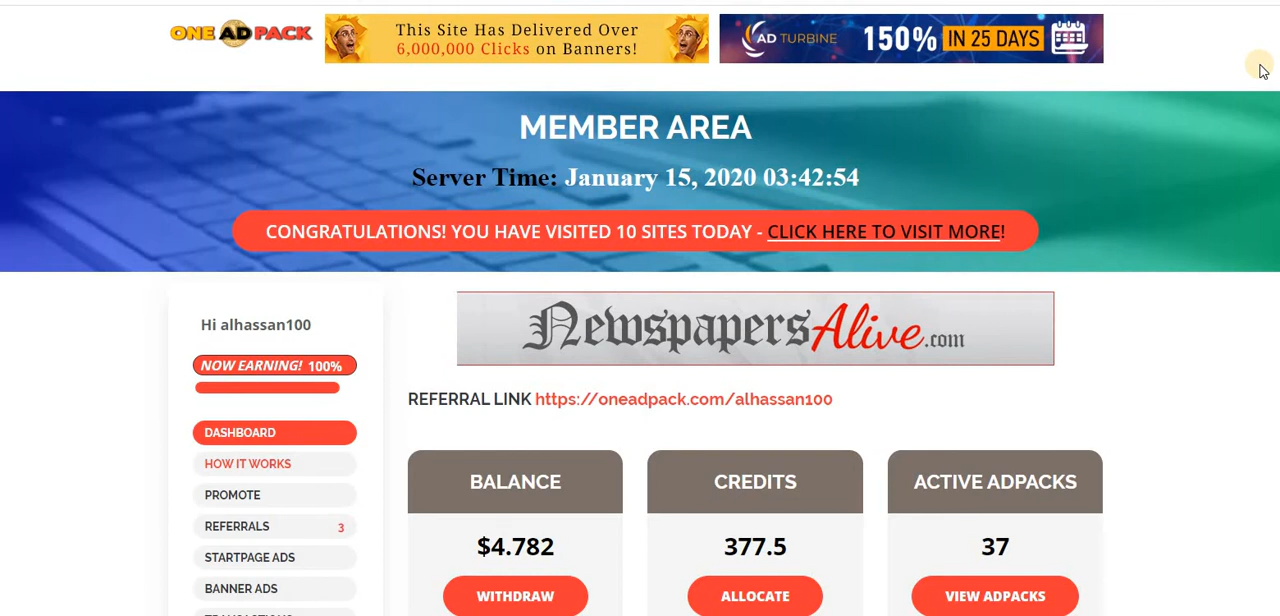 ONE AD PACK
This Site Has Delivered Over
6,000,000 Clicks on Banners!
AD TURBINE
150% IN 25 DAYS
MEMBER AREA
Server Time: January 15, 2020 03:42:54
CONGRATULATIONS! YOU HAVE VISITED 10 SITES TODAY - CLICK HERE TO VISIT MORE!
Hi alhassan100
NOW EARNING! 100%
DASHBOARD
HOW IT WORKS
PROMOTE
REFERRALS 3
STARTPAGE ADS
BANNER ADS
NewspapersAlive.com
REFERRAL LINK https://oneadpack.com/alhassan100
BALANCE
$4.782
WITHDRAW
CREDITS
377.5
ALLOCATE
ACTIVE ADPACKS
37
VIEW ADPACKS